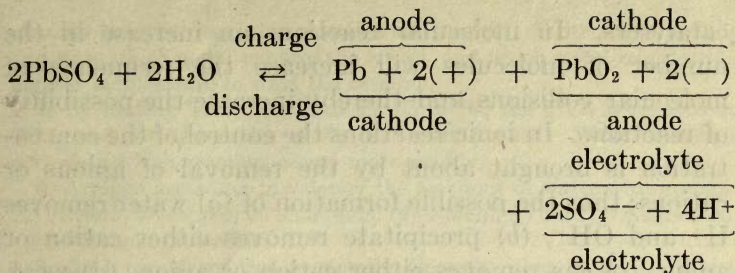 anode cathode
charge
2PbSO₄ + 2H₂O ⇄ Pb + 2(+) + PbO₂ + 2(−)
discharge
cathode anode
electrolyte
+ 2SO₄⁻⁻ + 4H⁺
electrolyte